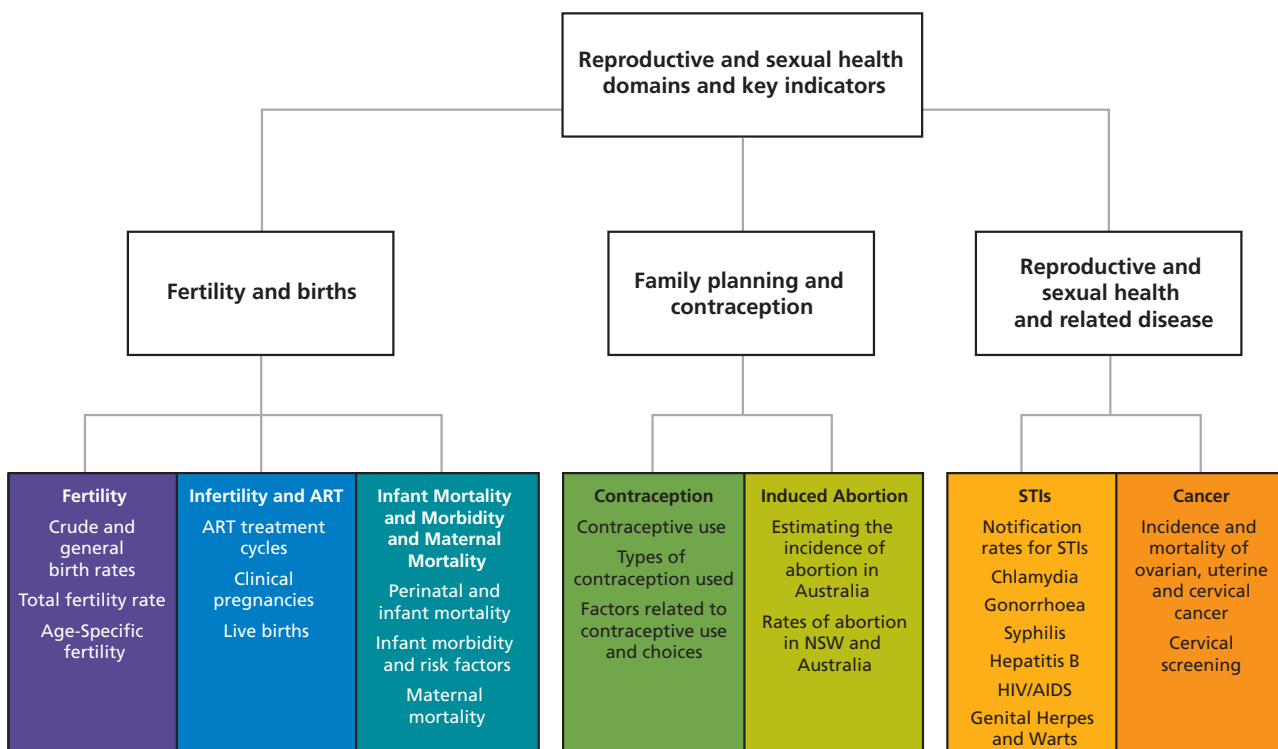 Reproductive and sexual health
domains and key indicators
Fertility and births
Family planning and
contraception
Reproductive and
sexual health
and related disease
Fertility
Crude and
general
birth rates
Total fertility rate
Age-Specific
fertility
Infertility and ART
ART treatment
cycles
Clinical
pregnancies
Live births
Infant Mortality
and Morbidity
and Maternal
Mortality
Perinatal and
infant mortality
Infant morbidity
and risk factors
Maternal
mortality
Contraception
Contraceptive use
Types of
contraception used
Factors related to
contraceptive use
and choices
Induced Abortion
Estimating the
incidence of
abortion in
Australia
Rates of abortion
in NSW and
Australia
STIs
Notification
rates for STIs
Chlamydia
Gonorrhoea
Syphilis
Hepatitis B
HIV/AIDS
Genital Herpes
and Warts
Cancer
Incidence and
mortality of
ovarian, uterine
and cervical
cancer
Cervical
screening